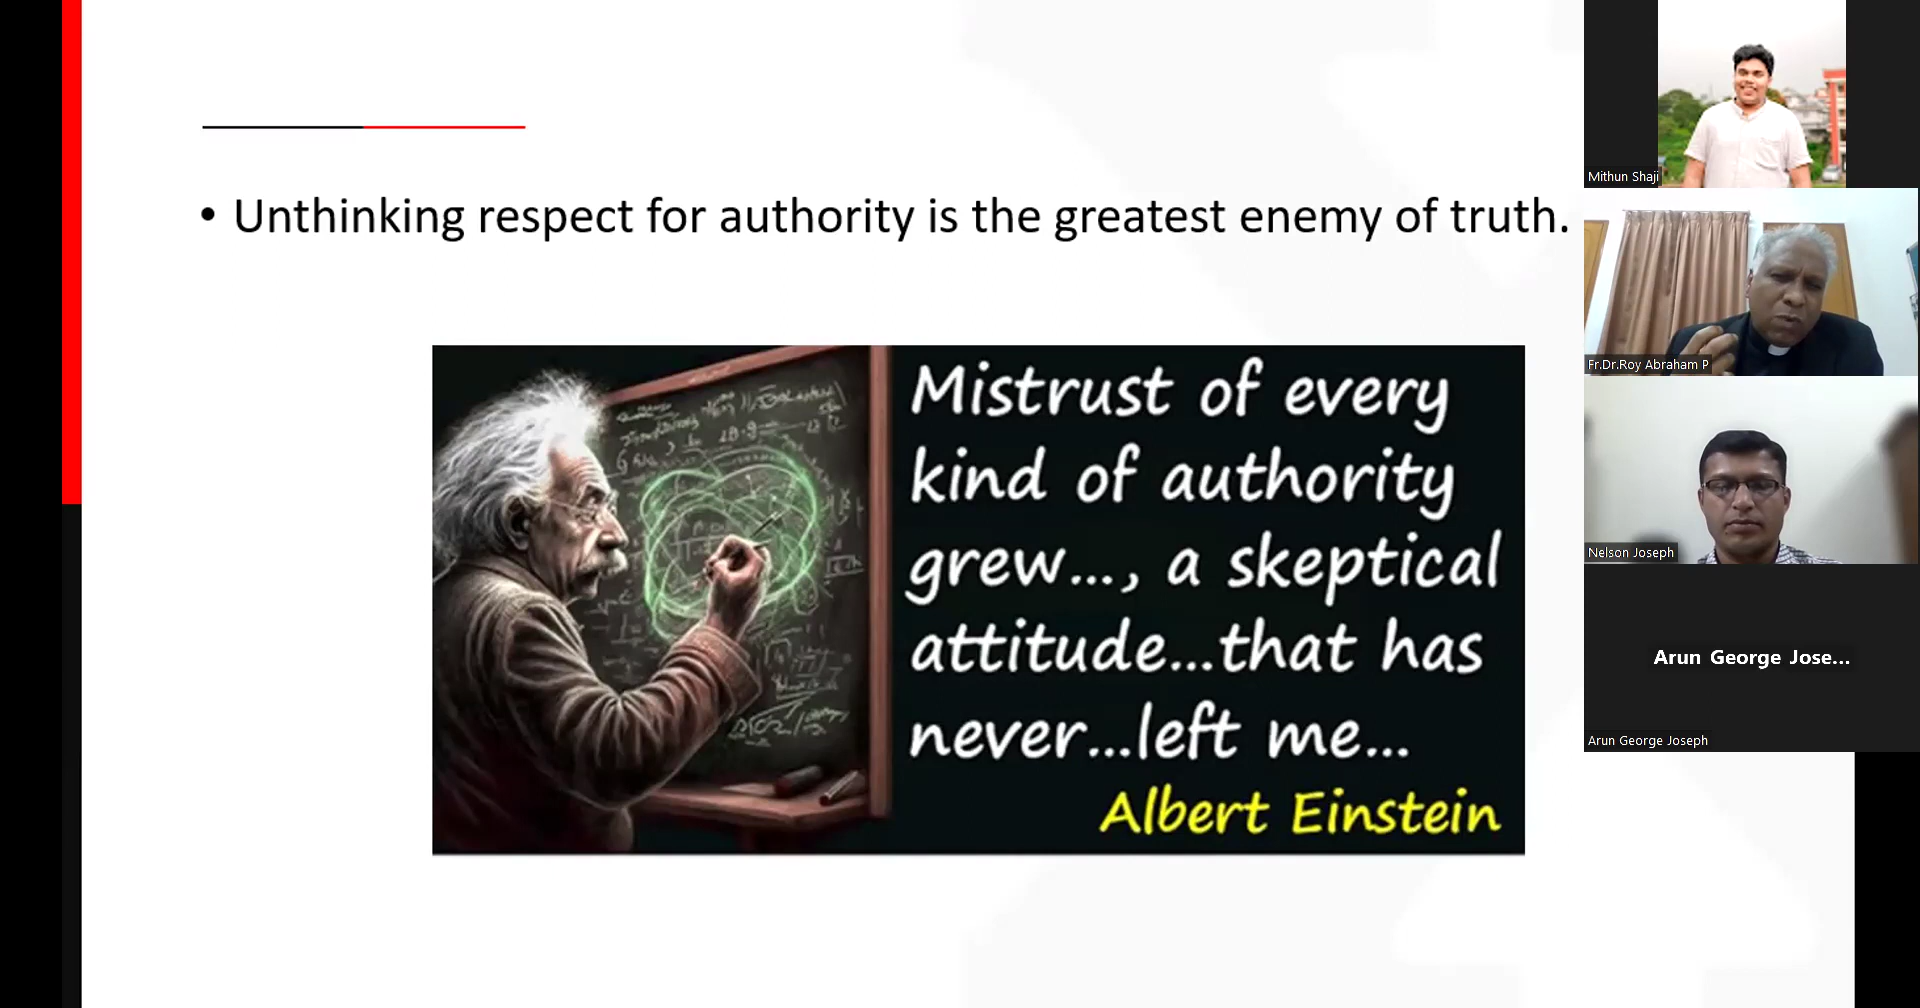 • Unthinking respect for authority is the greatest enemy of truth.
Mistrust of every
kind of authority
grew..., a skeptical
attitude...that has
never...left me...
Albert Einstein
Mithun Shaji
Fr.Dr.Roy Abraham P
Nelson Joseph
Arun George Jose...
Arun George Joseph